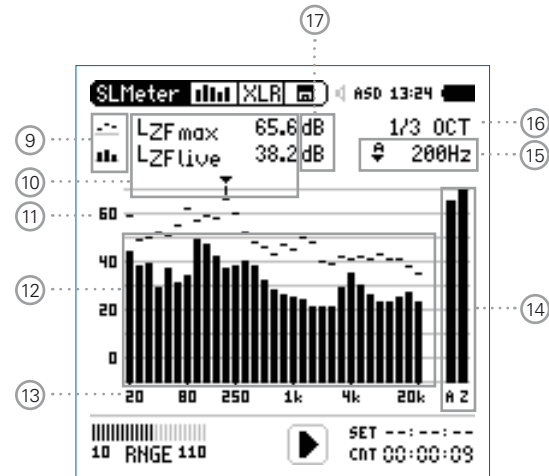 17
SLMeter XLR ASD 13:24
9
LZFmax 65.6 dB
1/3 OCT
16
LZFlive 38.2 dB
200Hz
15
10
11
60
40
12
20
14
0
13
20 80 250 1k 4k 20k A Z
10 RNGE 110
SET --:--:--
CNT 00:00:09